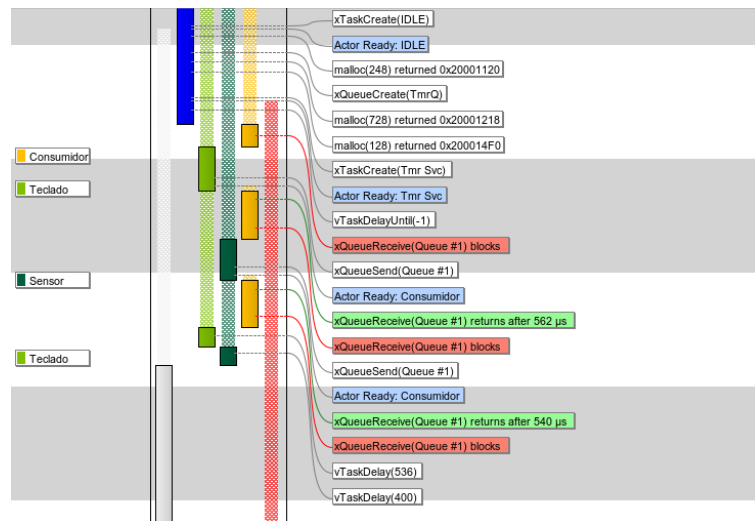 xTaskCreate(IDLE)
Actor Ready: IDLE
malloc(248) returned 0x20001120
xQueueCreate(TmrQ)
malloc(728) returned 0x20001218
malloc(128) returned 0x200014F0
Consumidor
xTaskCreate(Tmr Svc)
Teclado
Actor Ready: Tmr Svc
vTaskDelayUntil(-1)
xQueueReceive(Queue #1) blocks
xQueueSend(Queue #1)
Sensor
Actor Ready: Consumidor
xQueueReceive(Queue #1) returns after 562 µs
xQueueReceive(Queue #1) blocks
Teclado
xQueueSend(Queue #1)
Actor Ready: Consumidor
xQueueReceive(Queue #1) returns after 540 µs
xQueueReceive(Queue #1) blocks
vTaskDelay(536)
vTaskDelay(400)